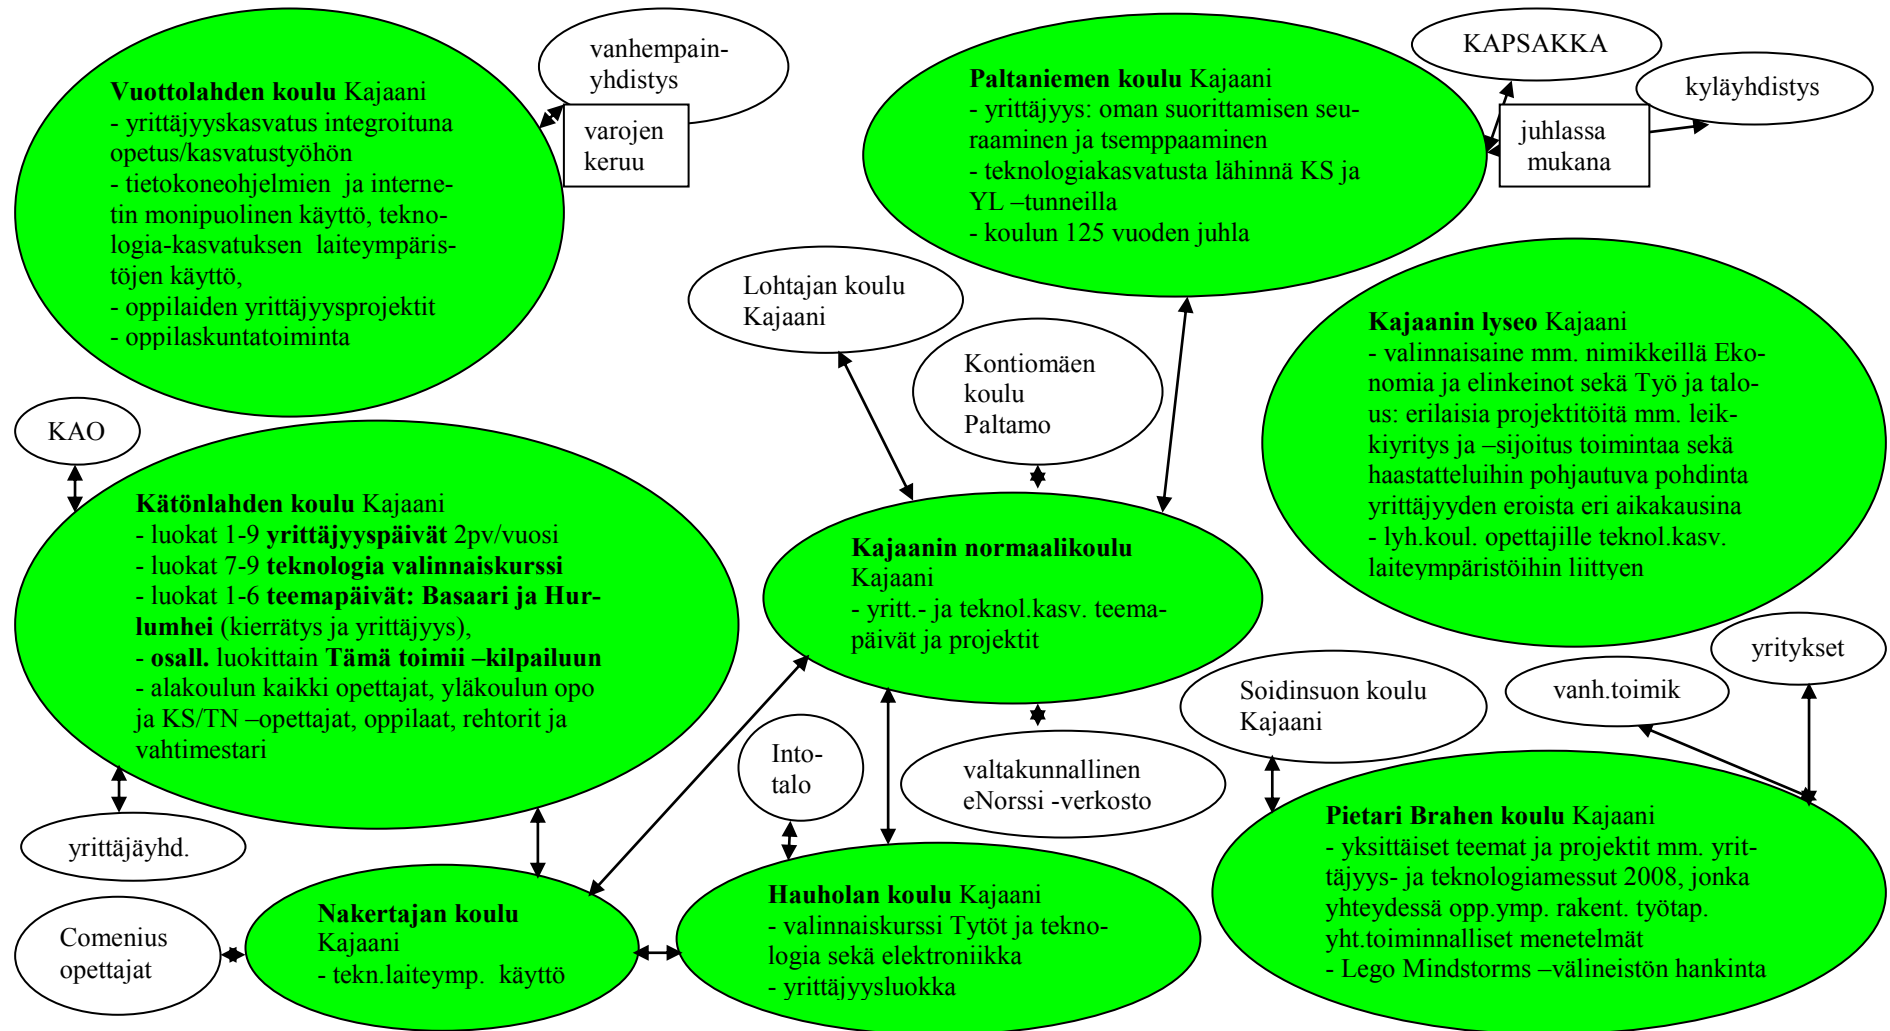 Vuottolahden koulu Kajaani
- yrittäjyyskasvatus integroituna
opetus/kasvatustyöhön
- tietokoneohjelmien ja interne-
tin monipuolinen käyttö, tekno-
logia-kasvatuksen laiteympäris-
töjen käyttö,
- oppilaiden yrittäjyysprojektit
- oppilaskuntatoiminta
vanhempain-
yhdistys
varojen
keruu
Paltaniemen koulu Kajaani
- yrittäjyys: oman suorittamisen seu-
raaminen ja tsemppaaminen
- teknologiakasvatusta lähinnä KS ja
YL –tunneilla
- koulun 125 vuoden juhla
KAPSAKKA
kyläyhdistys
juhlassa
mukana
Lohtajan koulu
Kajaani
Kontiomäen
koulu
Paltamo
Kajaanin lyseo Kajaani
- valinnaisaine mm. nimikkeillä Eko-
nomia ja elinkeinot sekä Työ ja talo-
us: erilaisia projektitöitä mm. leik-
kiyritys ja –sijoitus toimintaa sekä
haastatteluihin pohjautuva pohdinta
yrittäjyyden eroista eri aikakausina
- lyh.koul. opettajille teknol.kasv.
laiteympäristöihin liittyen
KAO
Kätönlahden koulu Kajaani
- luokat 1-9 yrittäjyyspäivät 2pv/vuosi
- luokat 7-9 teknologia valinnaiskurssi
- luokat 1-6 teemapäivät: Basaari ja Hur-
lumhei (kierrätys ja yrittäjyys),
- osall. luokittain Tämä toimii –kilpailuun
- alakoulun kaikki opettajat, yläkoulun opo
ja KS/TN –opettajat, oppilaat, rehtorit ja
vahtimestari
Kajaanin normaalikoulu
Kajaani
- yritt.- ja teknol.kasv. teema-
päivät ja projektit
yritykset
vanh.toimik
Soidinsuon koulu
Kajaani
Into-
talo
valtakunnallinen
eNorssi -verkosto
yrittäjäyhd.
Pietari Brahen koulu Kajaani
- yksittäiset teemat ja projektit mm. yrit-
täjyys- ja teknologiamessut 2008, jonka
yhteydessä opp.ymp. rakent. työtap.
yht.toiminnalliset menetelmät
- Lego Mindstorms –välineistön hankinta
Hauholan koulu Kajaani
- valinnaiskurssi Tytöt ja tekno-
logia sekä elektroniikka
- yrittäjyysluokka
Nakertajan koulu
Kajaani
- tekn.laiteymp. käyttö
Comenius
opettajat